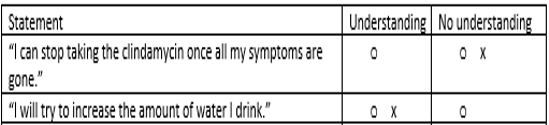 Statement Understanding No understanding
“I can stop taking the clindamycin once all my symptoms are o o x
gone.”
“I will try to increase the amount of water I drink.” o x o